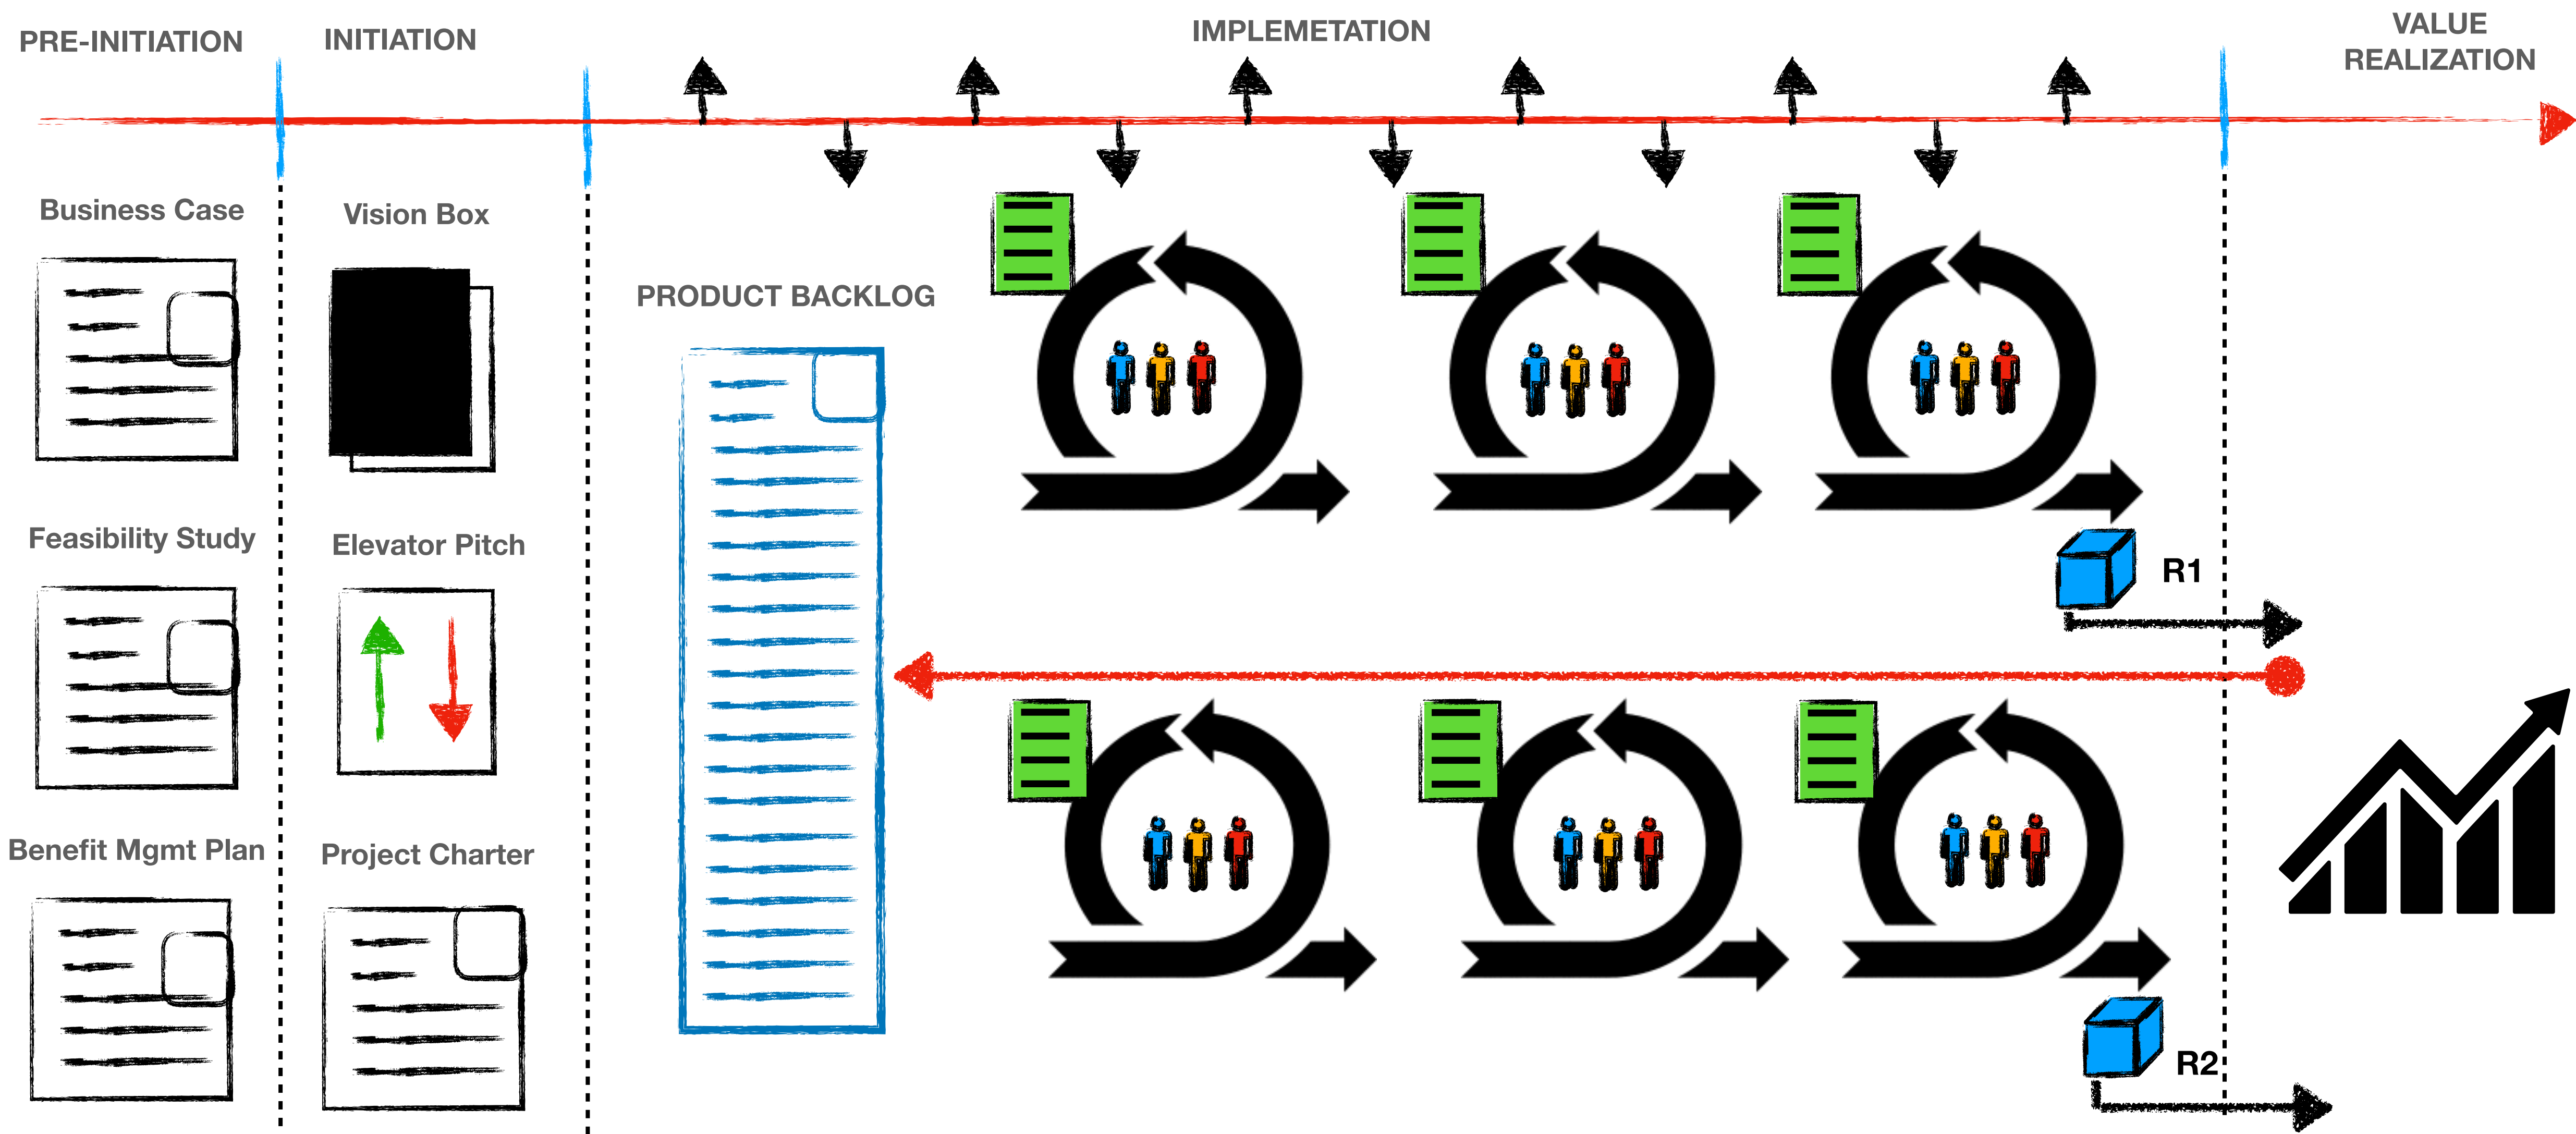 PRE-INITIATION
INITIATION
IMPLEMETATION
VALUE
REALIZATION
Business Case
Vision Box
PRODUCT BACKLOG
Feasibility Study
Elevator Pitch
R1
Benefit Mgmt Plan
Project Charter
R2